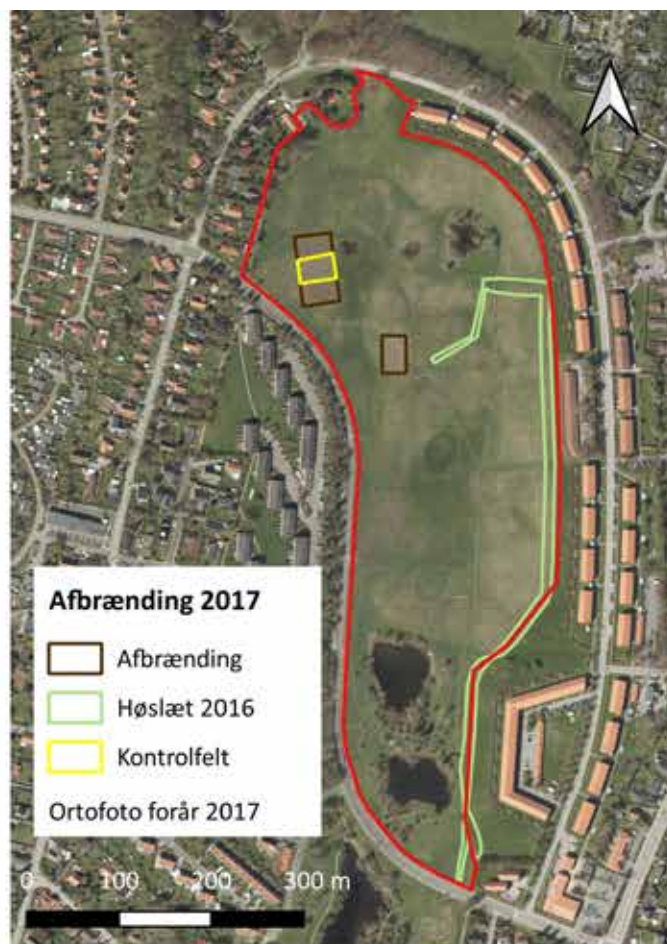 Afbrænding 2017
Afbrænding
Høslæt 2016
Kontrolfelt
Ortofoto forår 2017
0 100 200 300 m